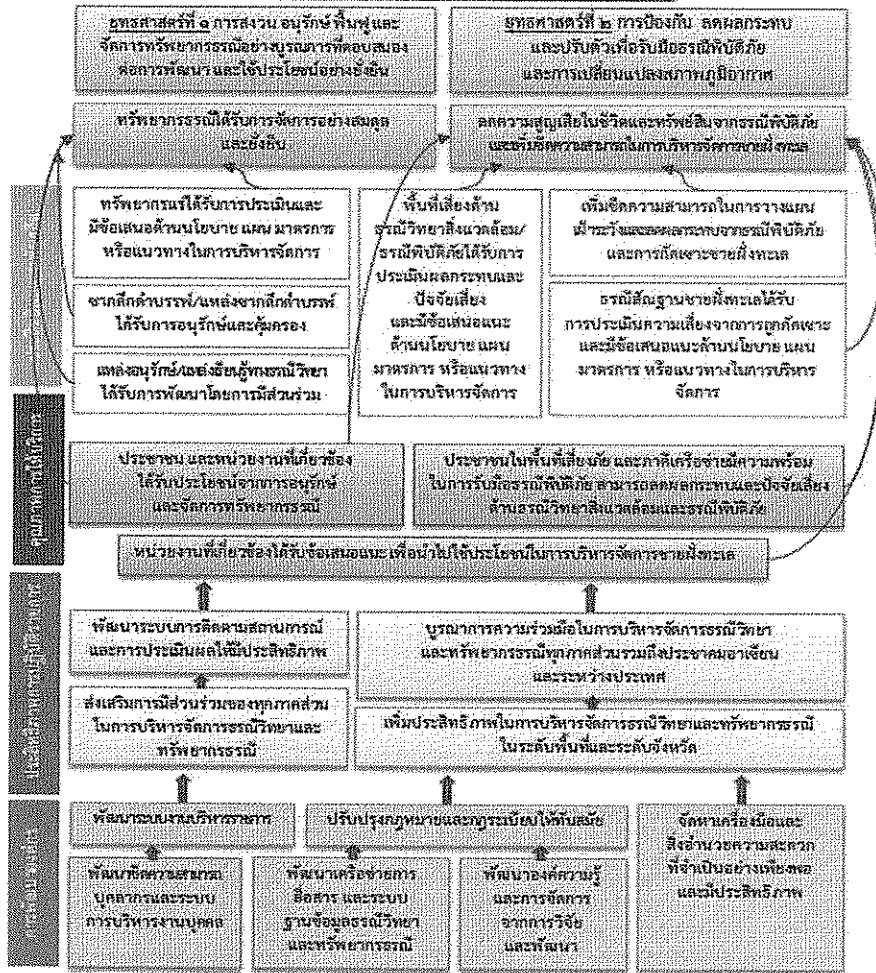 ยุทธศาสตร์ที่ ๑ การสงวน อนุรักษ์ ฟื้นฟู และ
จัดการทรัพยากรธรณีอย่างบูรณาการที่ตอบสนอง
ต่อการพัฒนา และใช้ประโยชน์อย่างยั่งยืน
ยุทธศาสตร์ที่ ๒ การป้องกัน ลดผลกระทบ
และปรับตัวเพื่อรับมือธรณีพิบัติภัย
และการเปลี่ยนแปลงสภาพภูมิอากาศ
ทรัพยากรธรณีได้รับการจัดการอย่างสมดุล
และยั่งยืน
ลดความสูญเสียในชีวิตและทรัพย์สินจากธรณีพิบัติภัย
และเพิ่มขีดความสามารถในการบริหารจัดการชายฝั่งทะเล
ทรัพยากรแร่ได้รับการประเมินและ
มีข้อเสนอด้านนโยบาย แผน มาตรการ
หรือแนวทางในการบริหารจัดการ
ซากดึกดำบรรพ์/แหล่งซากดึกดำบรรพ์
ได้รับการอนุรักษ์และคุ้มครอง
แหล่งอนุรักษ์/แหล่งเรียนรู้ทางธรณีวิทยา
ได้รับการพัฒนาโดยการมีส่วนร่วม
พื้นที่เสี่ยงด้าน
ธรณีวิทยาสิ่งแวดล้อม/
ธรณีพิบัติภัยได้รับการ
ประเมินผลกระทบและ
ปัจจัยเสี่ยง
และมีข้อเสนอแนะ
ด้านนโยบาย แผน
มาตรการ หรือแนวทาง
ในการบริหารจัดการ
เพิ่มขีดความสามารถในการวางแผน
เฝ้าระวังและลดผลกระทบจากธรณีพิบัติภัย
และการกัดเซาะชายฝั่งทะเล
ธรณีสัณฐานชายฝั่งทะเลได้รับ
การประเมินความเสี่ยงจากการถูกกัดเซาะ
และมีข้อเสนอแนะด้านนโยบาย แผน
มาตรการ หรือแนวทางในการบริหาร
จัดการ
ประชาชน และหน่วยงานที่เกี่ยวข้อง
ได้รับประโยชน์จากการอนุรักษ์
และจัดการทรัพยากรธรณี
ประชาชนในพื้นที่เสี่ยงภัย และภาคีเครือข่ายมีความพร้อม
ในการรับมือธรณีพิบัติภัย สามารถลดผลกระทบและปัจจัยเสี่ยง
ด้านธรณีวิทยาสิ่งแวดล้อมและธรณีพิบัติภัย
หน่วยงานที่เกี่ยวข้องได้รับข้อเสนอแนะ เพื่อนำไปใช้ประโยชน์ในการบริหารจัดการชายฝั่งทะเล
พัฒนาระบบการติดตามสถานการณ์
และการประเมินผลให้มีประสิทธิภาพ
บูรณาการความร่วมมือในการบริหารจัดการธรณีวิทยา
และทรัพยากรธรณีทุกภาคส่วนรวมถึงประชาคมอาเซียน
และระหว่างประเทศ
ส่งเสริมการมีส่วนร่วมของทุกภาคส่วน
ในการบริหารจัดการธรณีวิทยาและ
ทรัพยากรธรณี
เพิ่มประสิทธิภาพในการบริหารจัดการธรณีวิทยาและทรัพยากรธรณี
ในระดับพื้นที่และระดับจังหวัด
พัฒนาระบบงานบริหารราชการ
ปรับปรุงกฎหมายและกฎระเบียบให้ทันสมัย
จัดหาเครื่องมือและ
สิ่งอำนวยความสะดวก
ที่จำเป็นอย่างเพียงพอ
และมีประสิทธิภาพ
พัฒนาขีดความสามารถ
บุคลากรและระบบ
การบริหารงานบุคคล
พัฒนาเครือข่ายการ
สื่อสาร และระบบ
ฐานข้อมูลธรณีวิทยา
และทรัพยากรธรณี
พัฒนาองค์ความรู้
และการจัดการ
จากการวิจัย
และพัฒนา